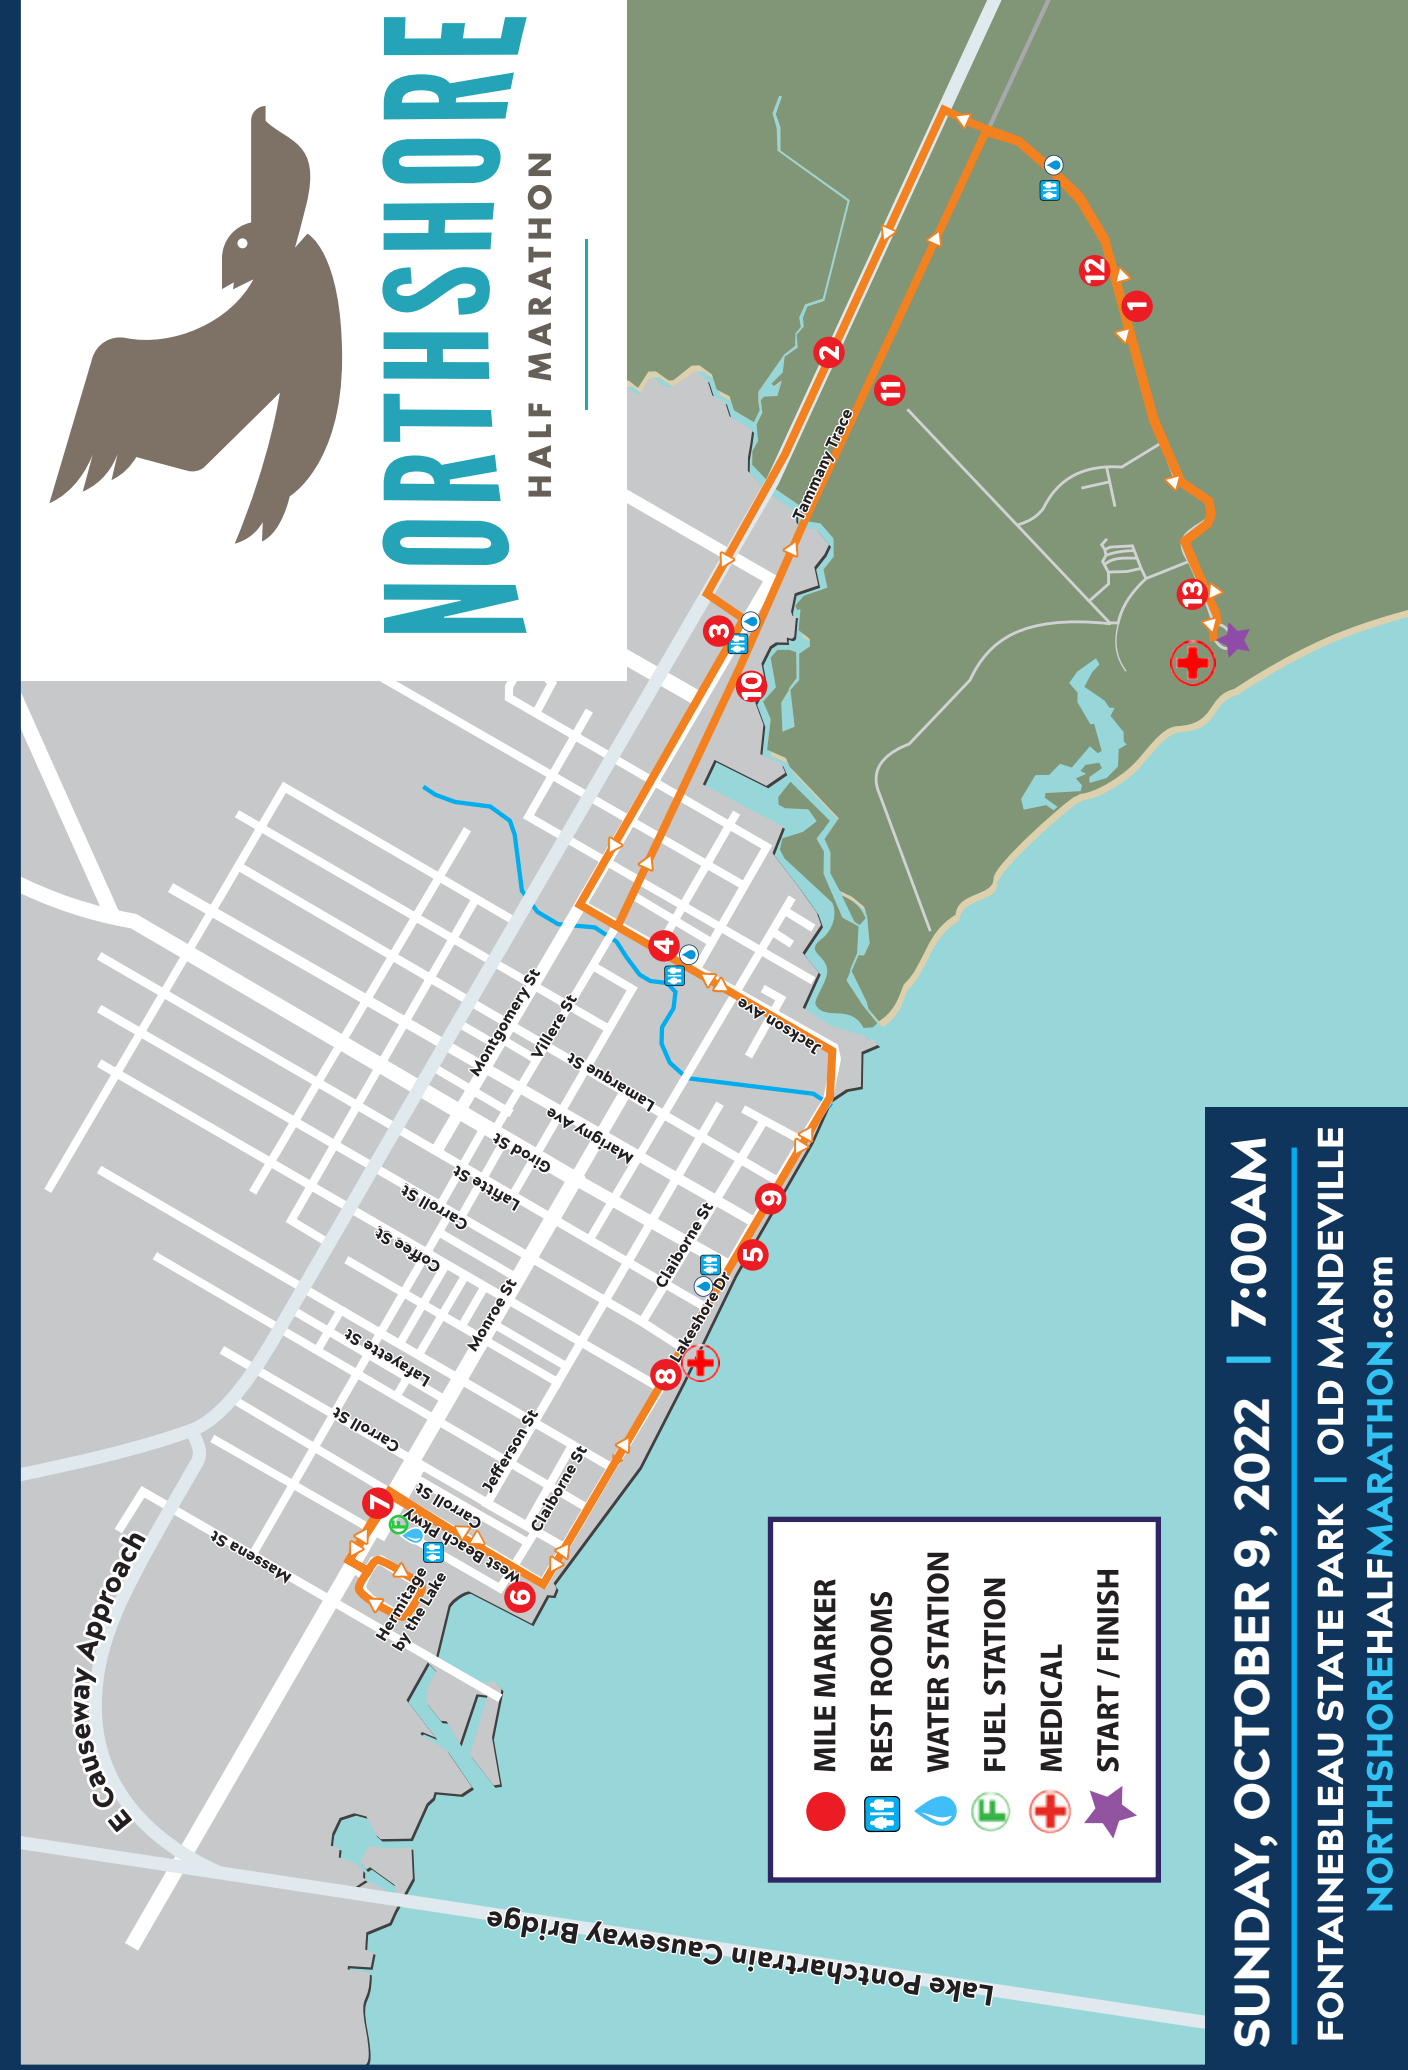 NORTHSHORE
HALF MARATHON
E Causeway Approach
Lake Pontchartrain Causeway Bridge
Massena St
Hermitage
by the Lake
West Beach Pkwy
Carroll St
Carroll St
Lafayette St
Jefferson St
Claiborne St
Monroe St
Coffee St
Carroll St
Lafitte St
Girod St
Marigny Ave
Lamarque St
Montgomery St
Villere St
Claiborne St
Lakeshore Dr
Jackson Ave
Tammany Trace
1
2
3
4
5
6
7
8
9
10
11
12
13
F
MILE MARKER
REST ROOMS
WATER STATION
F FUEL STATION
MEDICAL
START / FINISH
SUNDAY, OCTOBER 9, 2022 | 7:00AM
FONTAINEBLEAU STATE PARK | OLD MANDEVILLE
NORTHSHOREHALFMARATHON.com